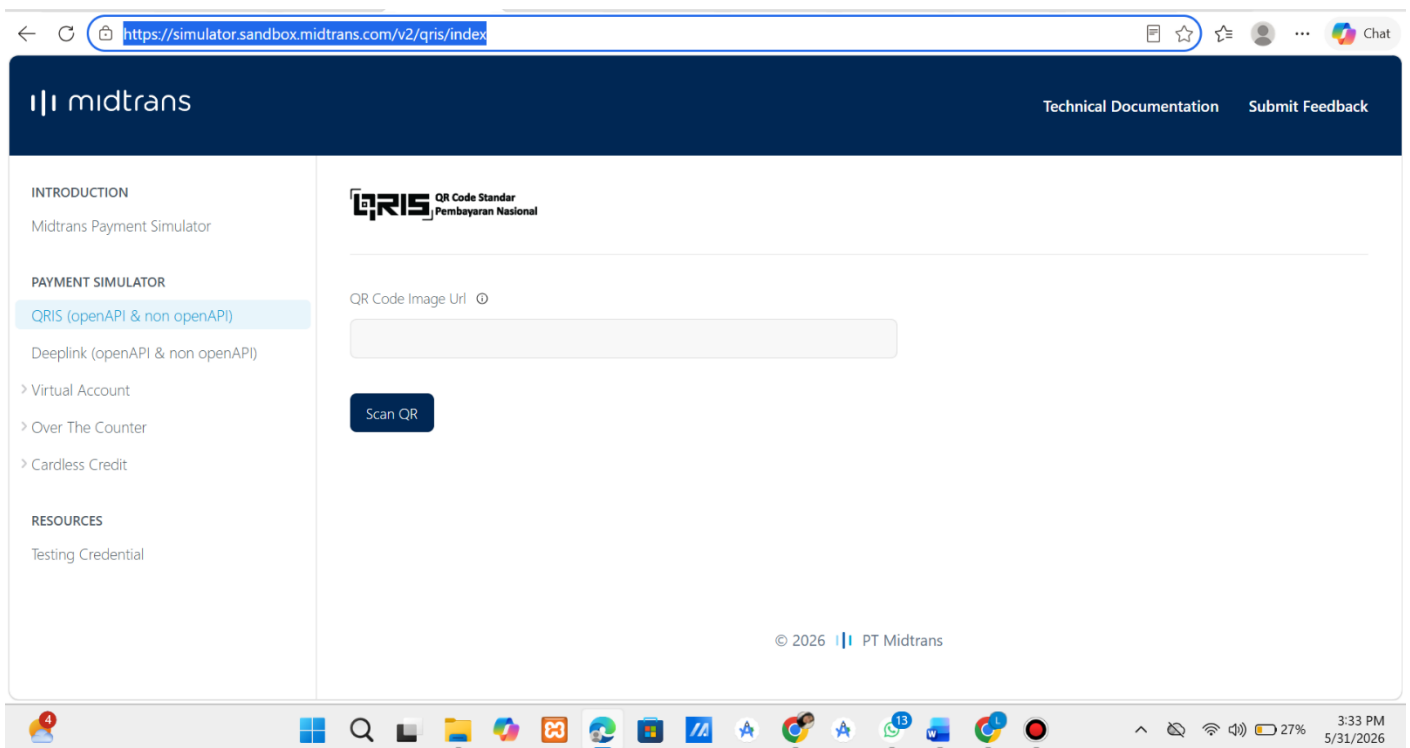 https://simulator.sandbox.midtrans.com/v2/qris/index
Chat
midtrans
Technical Documentation
Submit Feedback
INTRODUCTION
Midtrans Payment Simulator
PAYMENT SIMULATOR
QRIS (openAPI & non openAPI)
Deeplink (openAPI & non openAPI)
Virtual Account
Over The Counter
Cardless Credit
RESOURCES
Testing Credential
QRIS
QR Code Standar
Pembayaran Nasional
QR Code Image Url
Scan QR
© 2026 PT Midtrans
4
13
L
27%
3:33 PM
5/31/2026